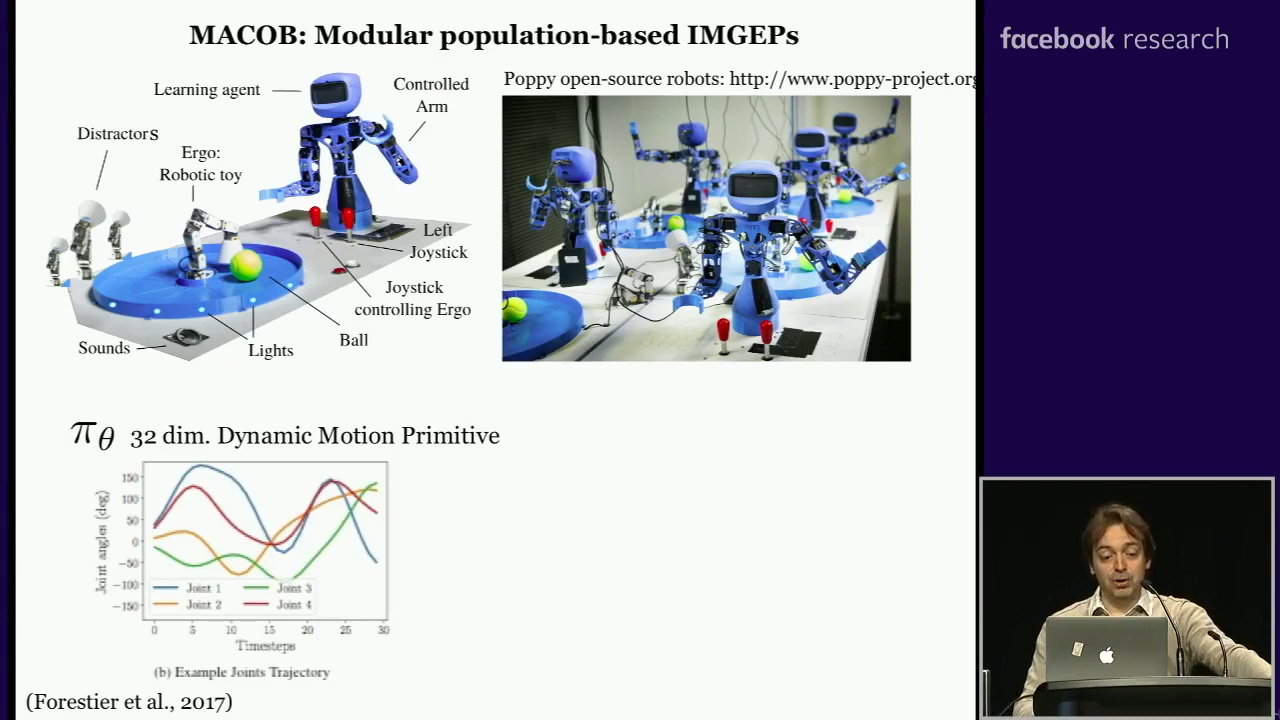 MACOB: Modular population-based IMGEPs
facebook research
Poppy open-source robots: http://www.poppy-project.org
Learning agent
Controlled
Arm
Distractors
Ergo:
Robotic toy
Left
Joystick
Joystick
controlling Ergo
Ball
Sounds
Lights
πθ 32 dim. Dynamic Motion Primitive
Joint angles (deg)
150
100
50
0
−50
−100
−150
Joint 1
Joint 3
Joint 2
Joint 4
0 5 10 15 20 25 30
Timesteps
(b) Example Joints Trajectory
(Forestier et al., 2017)